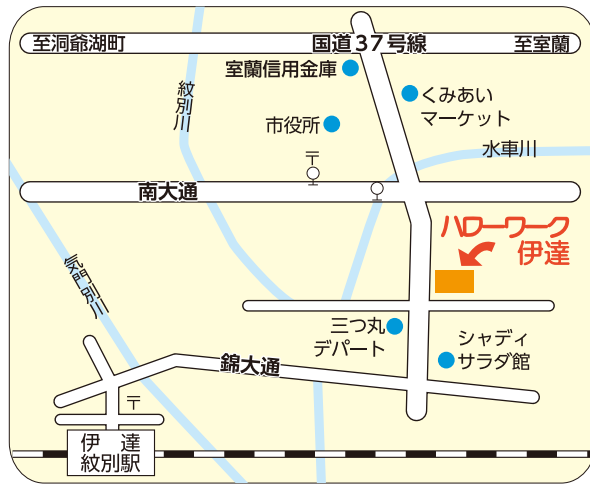 至洞爺湖町
国道37号線
至室蘭
室蘭信用金庫
くみあい
マーケット
紋別川
市役所
水車川
〒
南大通
ハローワーク
伊達
気門別川
三つ丸
デパート
シャディ
サラダ館
錦大通
〒
伊 達
紋別駅